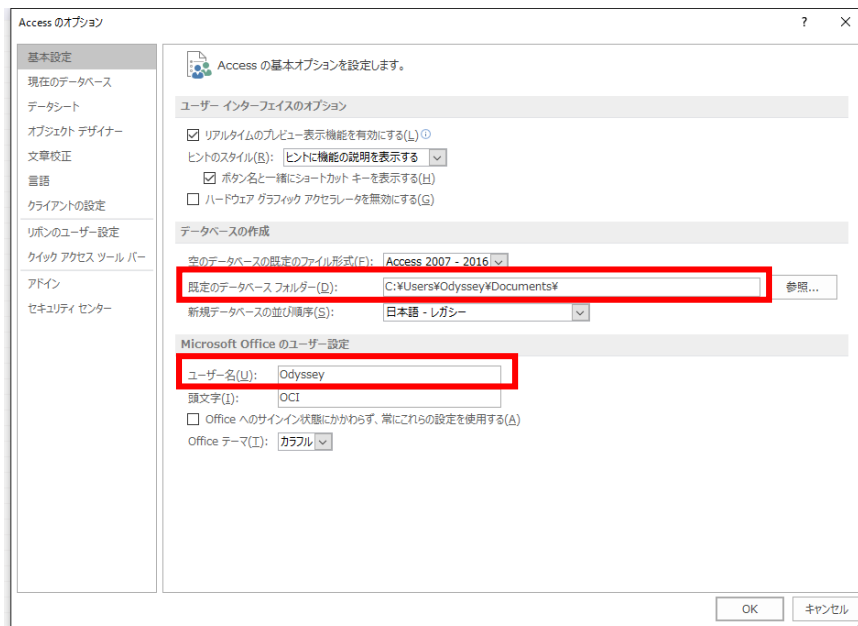 Access のオプション
? ×
基本設定
現在のデータベース
データシート
オブジェクト デザイナー
文章校正
言語
クライアントの設定
リボンのユーザー設定
クイック アクセス ツール バー
アドイン
セキュリティ センター
Access の基本オプションを設定します。
ユーザー インターフェイスのオプション
リアルタイムのプレビュー表示機能を有効にする(L)
ヒントのスタイル(R): ヒントに機能の説明を表示する
ボタン名と一緒にショートカット キーを表示する(H)
ハードウェア グラフィック アクセラレータを無効にする(G)
データベースの作成
空のデータベースの既定のファイル形式(F): Access 2007 - 2016
既定のデータベース フォルダー(D): C:¥Users¥Odyssey¥Documents¥ 参照...
新規データベースの並び順序(S): 日本語 - レガシー
Microsoft Office のユーザー設定
ユーザー名(U): Odyssey
頭文字(I): OCI
Office へのサインイン状態にかかわらず、常にこれらの設定を使用する(A)
Office テーマ(T): カラフル
OK キャンセル